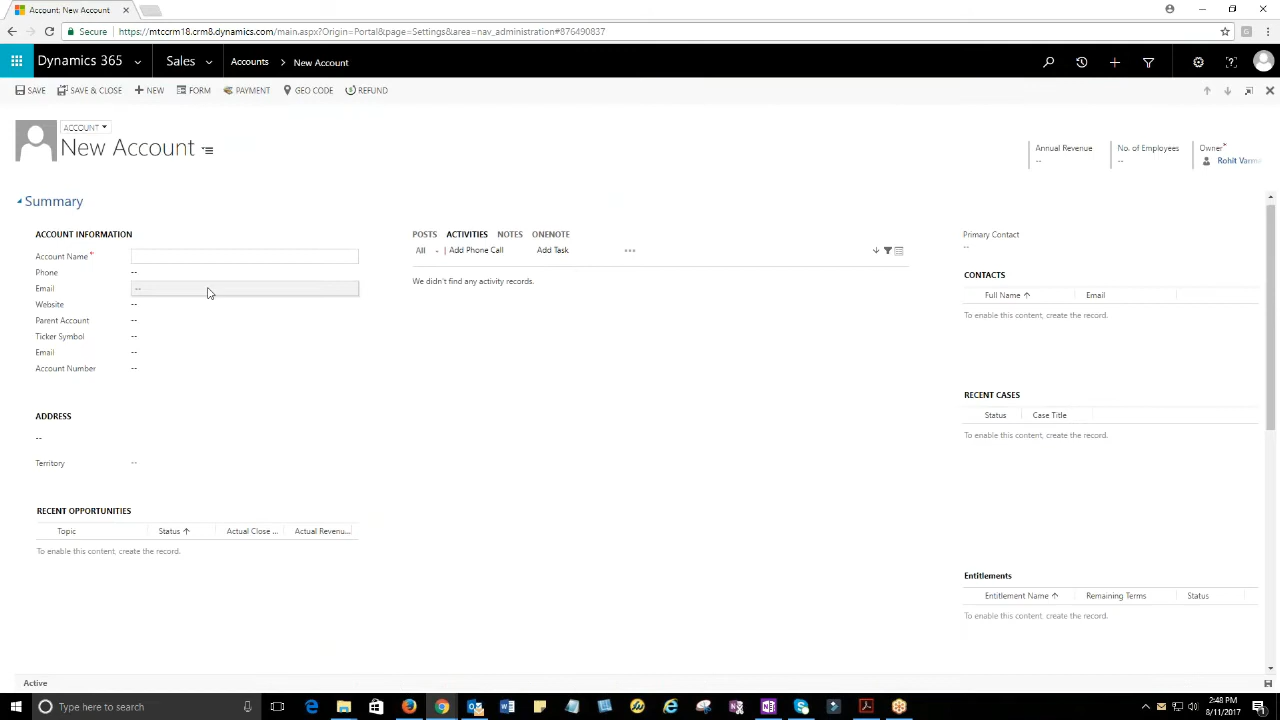 Account: New Account
Secure | https://mtccrm18.crm8.dynamics.com/main.aspx?Origin=Portal&page=Settings&area=nav_administration#876490837
Dynamics 365 Sales Accounts > New Account
SAVE SAVE & CLOSE + NEW FORM PAYMENT GEO CODE REFUND
ACCOUNT
New Account
Annual Revenue No. of Employees Owner*
-- -- Rohit Varm
Summary
ACCOUNT INFORMATION
Account Name *
Phone --
Email --
Website --
Parent Account --
Ticker Symbol --
Email --
Account Number --
ADDRESS
--
Territory --
RECENT OPPORTUNITIES
Topic Status Actual Close ... Actual Revenu...
To enable this content, create the record.
POSTS ACTIVITIES NOTES ONENOTE
All | Add Phone Call Add Task ...
We didn't find any activity records.
Primary Contact
--
CONTACTS
Full Name Email
To enable this content, create the record.
RECENT CASES
Status Case Title
To enable this content, create the record.
Entitlements
Entitlement Name Remaining Terms Status
To enable this content, create the record.
Active
Type here to search
2:48 PM
8/11/2017